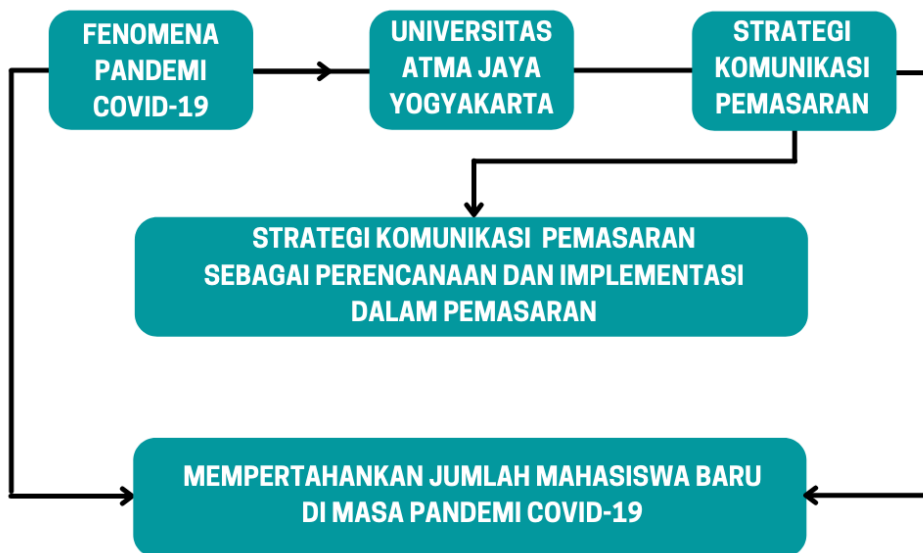 FENOMENA
PANDEMI
COVID-19
UNIVERSITAS
ATMA JAYA
YOGYAKARTA
STRATEGI
KOMUNIKASI
PEMASARAN
STRATEGI KOMUNIKASI PEMASARAN
SEBAGAI PERENCANAAN DAN IMPLEMENTASI
DALAM PEMASARAN
MEMPERTAHANKAN JUMLAH MAHASISWA BARU
DI MASA PANDEMI COVID-19